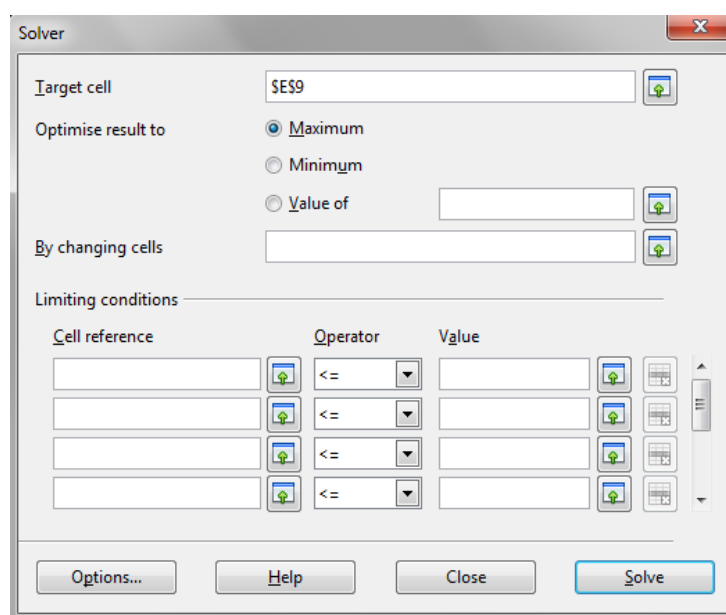 Solver
Target cell $E$9
Optimise result to Maximum
Minimum
Value of
By changing cells
Limiting conditions
Cell reference Operator Value
<=
<=
<=
<=
Options... Help Close Solve